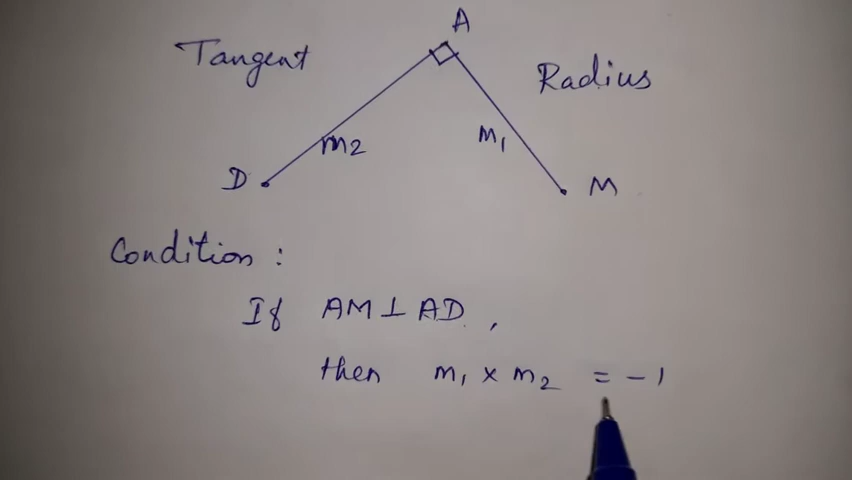 A
Tangent
Radius
m2
m1
D
M
Condition :
If AM ⊥ AD ,
then m1 × m2 = -1